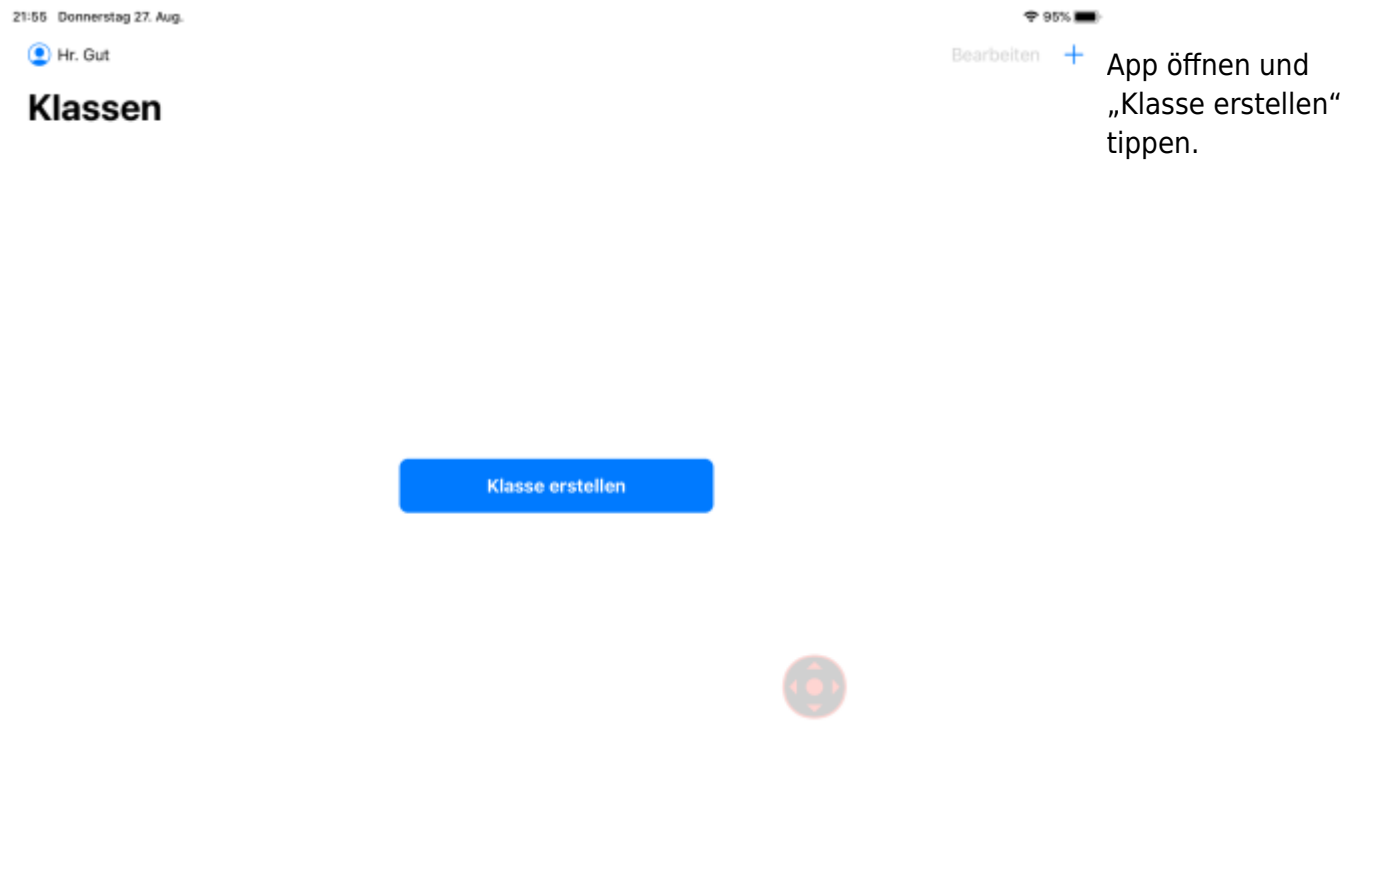 21:55 Donnerstag 27. Aug.
95%
Hr. Gut
Bearbeiten
Klassen
App öffnen und
„Klasse erstellen“
tippen.
Klasse erstellen